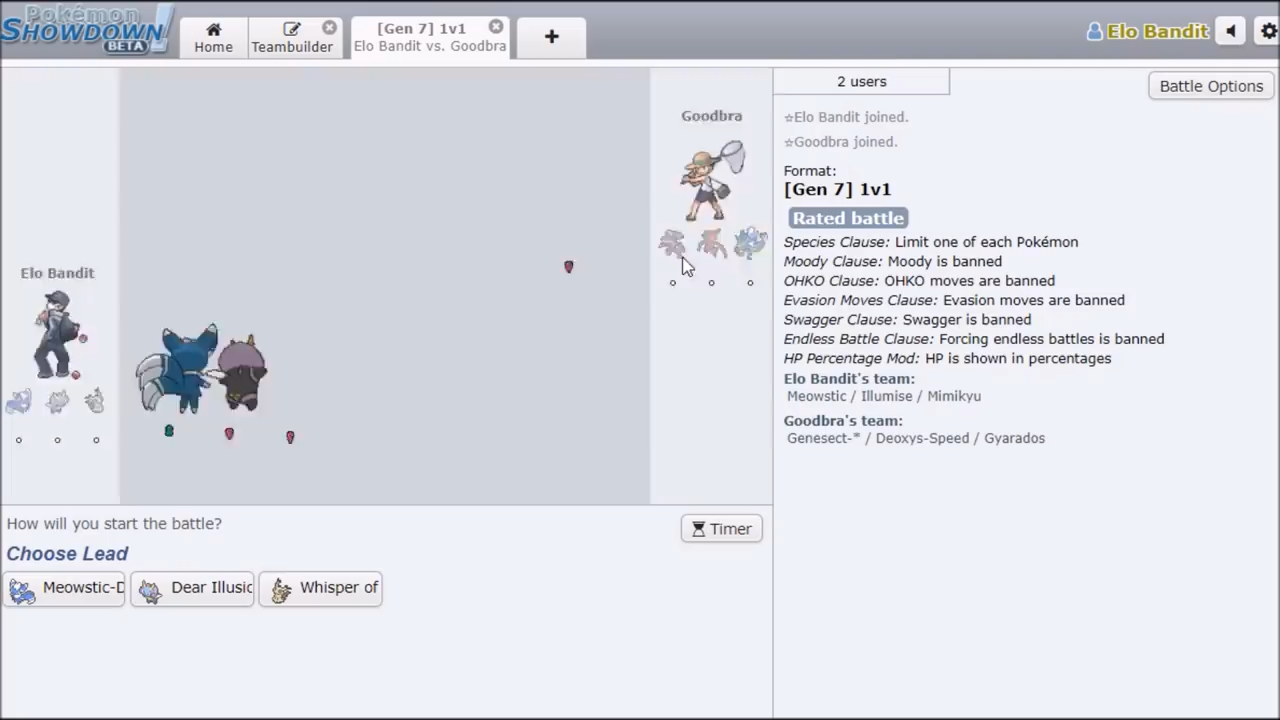 Pokémon
SHOWDOWN!
BETA
Home
Teambuilder
[Gen 7] 1v1
Elo Bandit vs. Goodbra
+
Elo Bandit
2 users
Battle Options
☆Elo Bandit joined.
☆Goodbra joined.
Format:
[Gen 7] 1v1
Rated battle
Species Clause: Limit one of each Pokémon
Moody Clause: Moody is banned
OHKO Clause: OHKO moves are banned
Evasion Moves Clause: Evasion moves are banned
Swagger Clause: Swagger is banned
Endless Battle Clause: Forcing endless battles is banned
HP Percentage Mod: HP is shown in percentages
Elo Bandit's team:
Meowstic / Illumise / Mimikyu
Goodbra's team:
Genesect-* / Deoxys-Speed / Gyarados
Goodbra
Elo Bandit
How will you start the battle?
Timer
Choose Lead
Meowstic-D
Dear Illusic
Whisper of